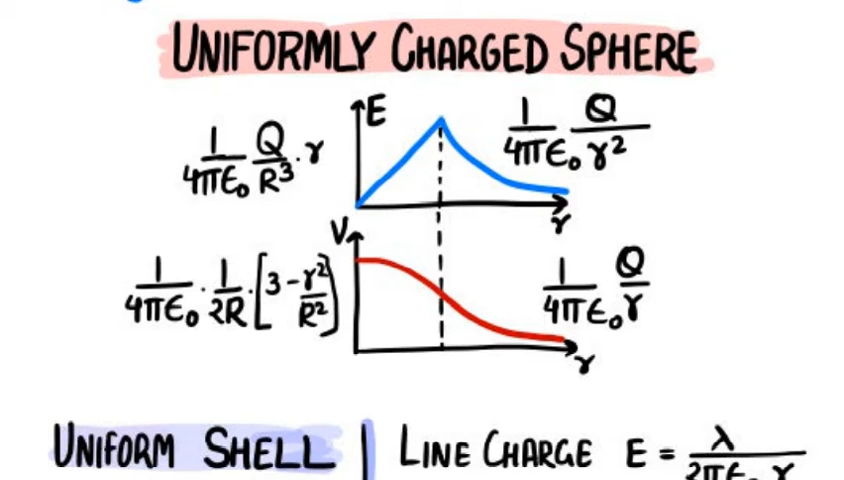 UNIFORMLY CHARGED SPHERE
E
1/4πϵ₀ Q/R³ · r
1/4πϵ₀ Q/r²
r
V
1/4πϵ₀ · 1/2R · [3 - r²/R²]
1/4πϵ₀ Q/r
r
UNIFORM SHELL | LINE CHARGE E = λ/2πϵ₀ r